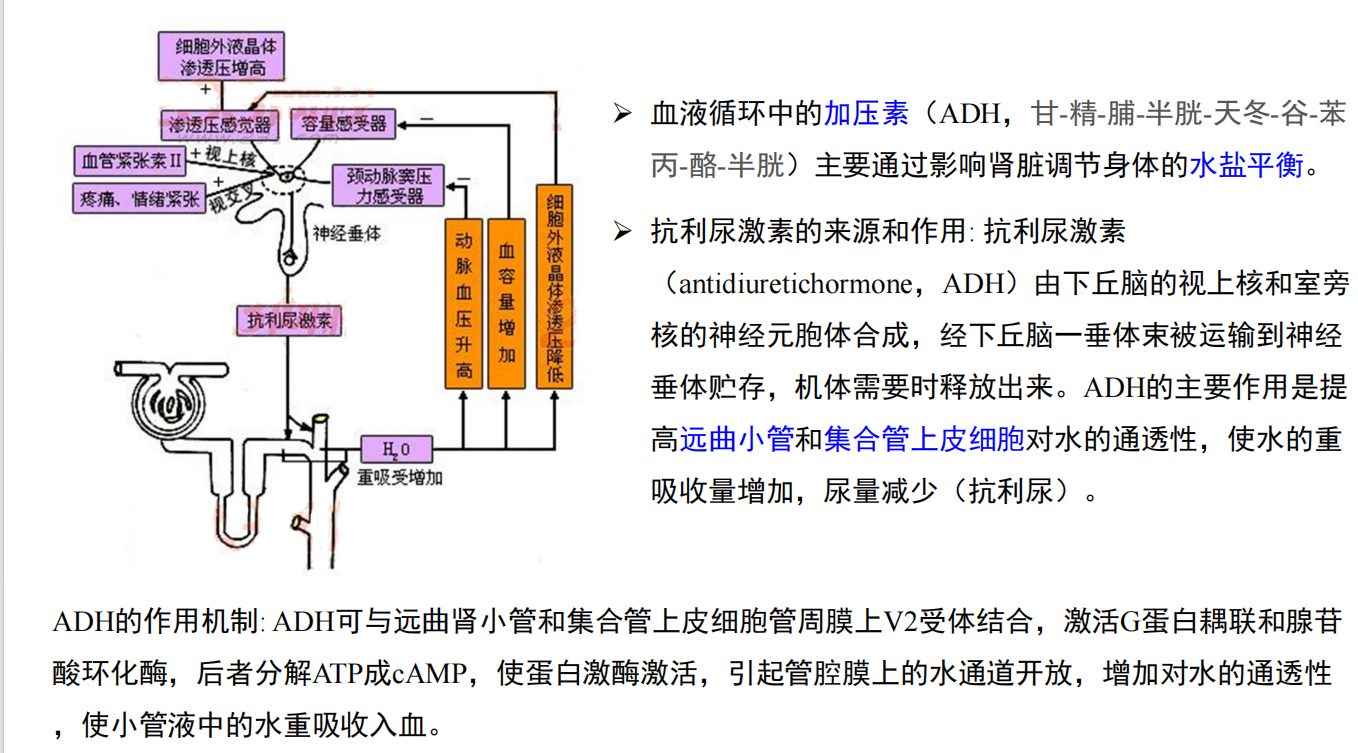 细胞外液晶体
渗透压增高
+
渗透压感觉器
容量感受器
−
血管紧张素Ⅱ
+视上核
+
疼痛、情绪紧张
视交叉
颈动脉窦压
力感受器
−
神经垂体
动脉血压升高
血容量增加
细胞外液晶体渗透压降低
抗利尿激素
H₂O
重吸受增加
➢ 血液循环中的加压素（ADH，甘-精-脯-半胱-天冬-谷-苯
丙-酪-半胱）主要通过影响肾脏调节身体的水盐平衡。
➢ 抗利尿激素的来源和作用: 抗利尿激素
（antidiuretichormone，ADH）由下丘脑的视上核和室旁
核的神经元胞体合成，经下丘脑一垂体束被运输到神经
垂体贮存，机体需要时释放出来。ADH的主要作用是提
高远曲小管和集合管上皮细胞对水的通透性，使水的重
吸收量增加，尿量减少（抗利尿）。
ADH的作用机制: ADH可与远曲肾小管和集合管上皮细胞管周膜上V2受体结合，激活G蛋白耦联和腺苷
酸环化酶，后者分解ATP成cAMP，使蛋白激酶激活，引起管腔膜上的水通道开放，增加对水的通透性
，使小管液中的水重吸收入血。